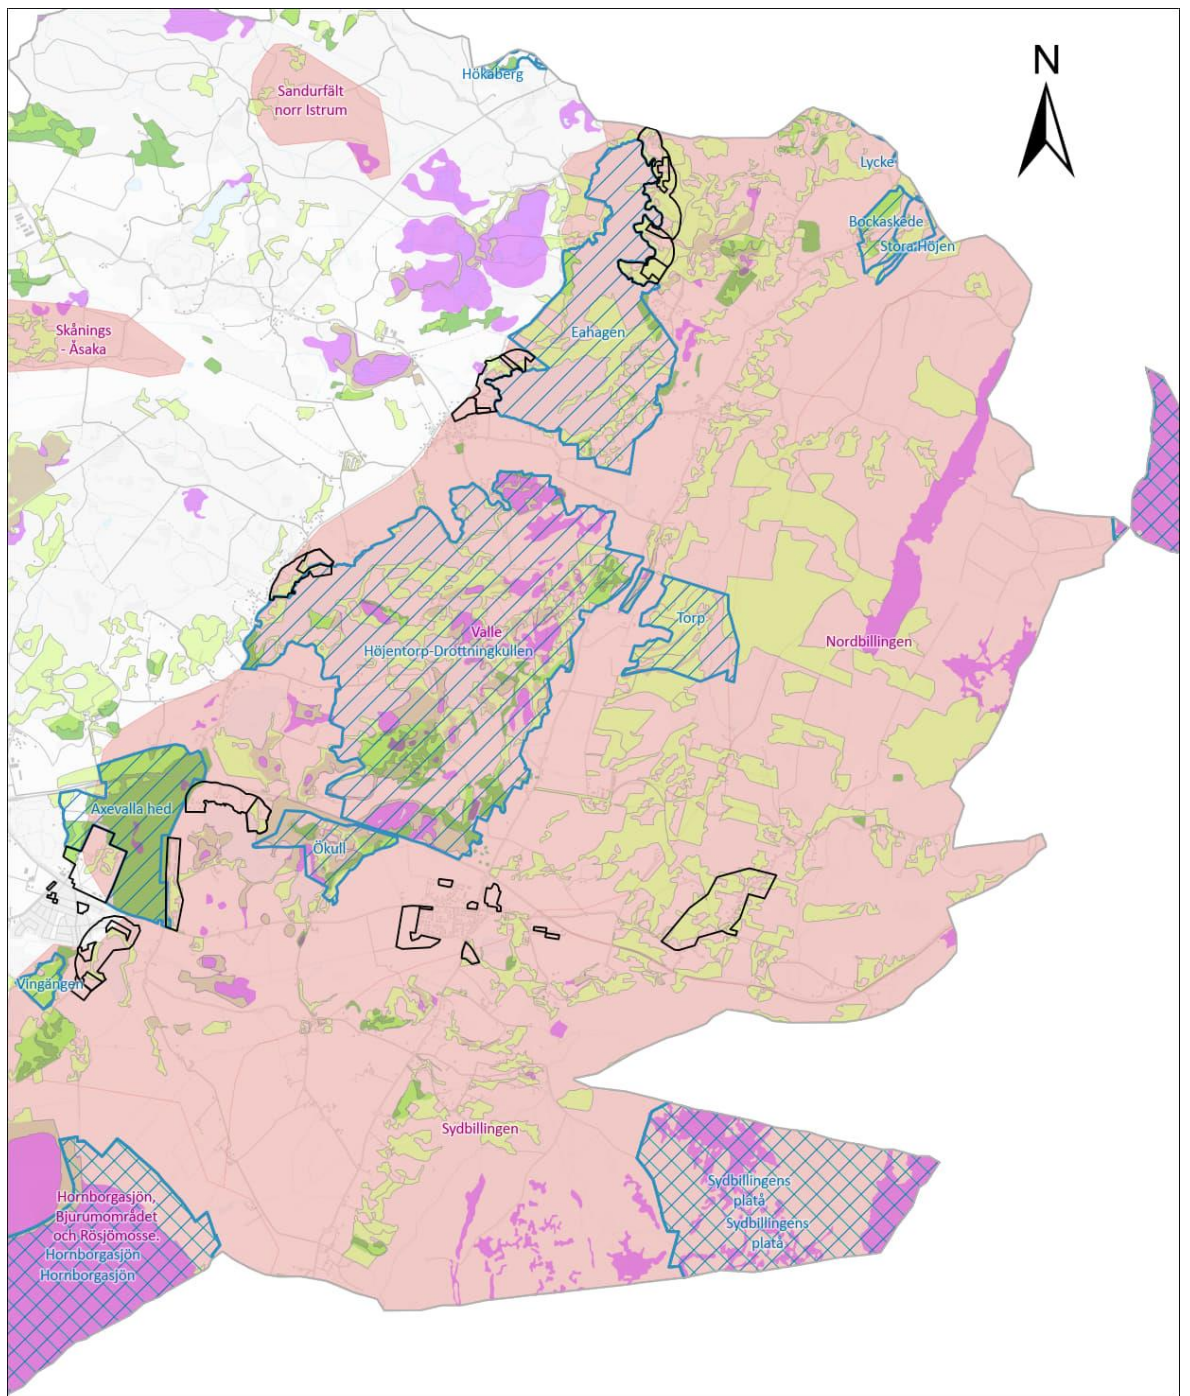 N
Hökaberg
Sandurfält
norr Istrum
Lycke
Bockaskede
Stora Höjen
Skånings
- Åsaka
Eahagen
Torp
Valle
Höjentorp-Drottningkullen
Nordbillingen
Axevalla hed
Ökull
Vingängen
Sydbillingen
Sydbillingens
platå
Sydbillingens
platå
Hornborgasjön,
Bjurumområdet
och Rösjömosse.
Hornborgasjön
Hornborgasjön